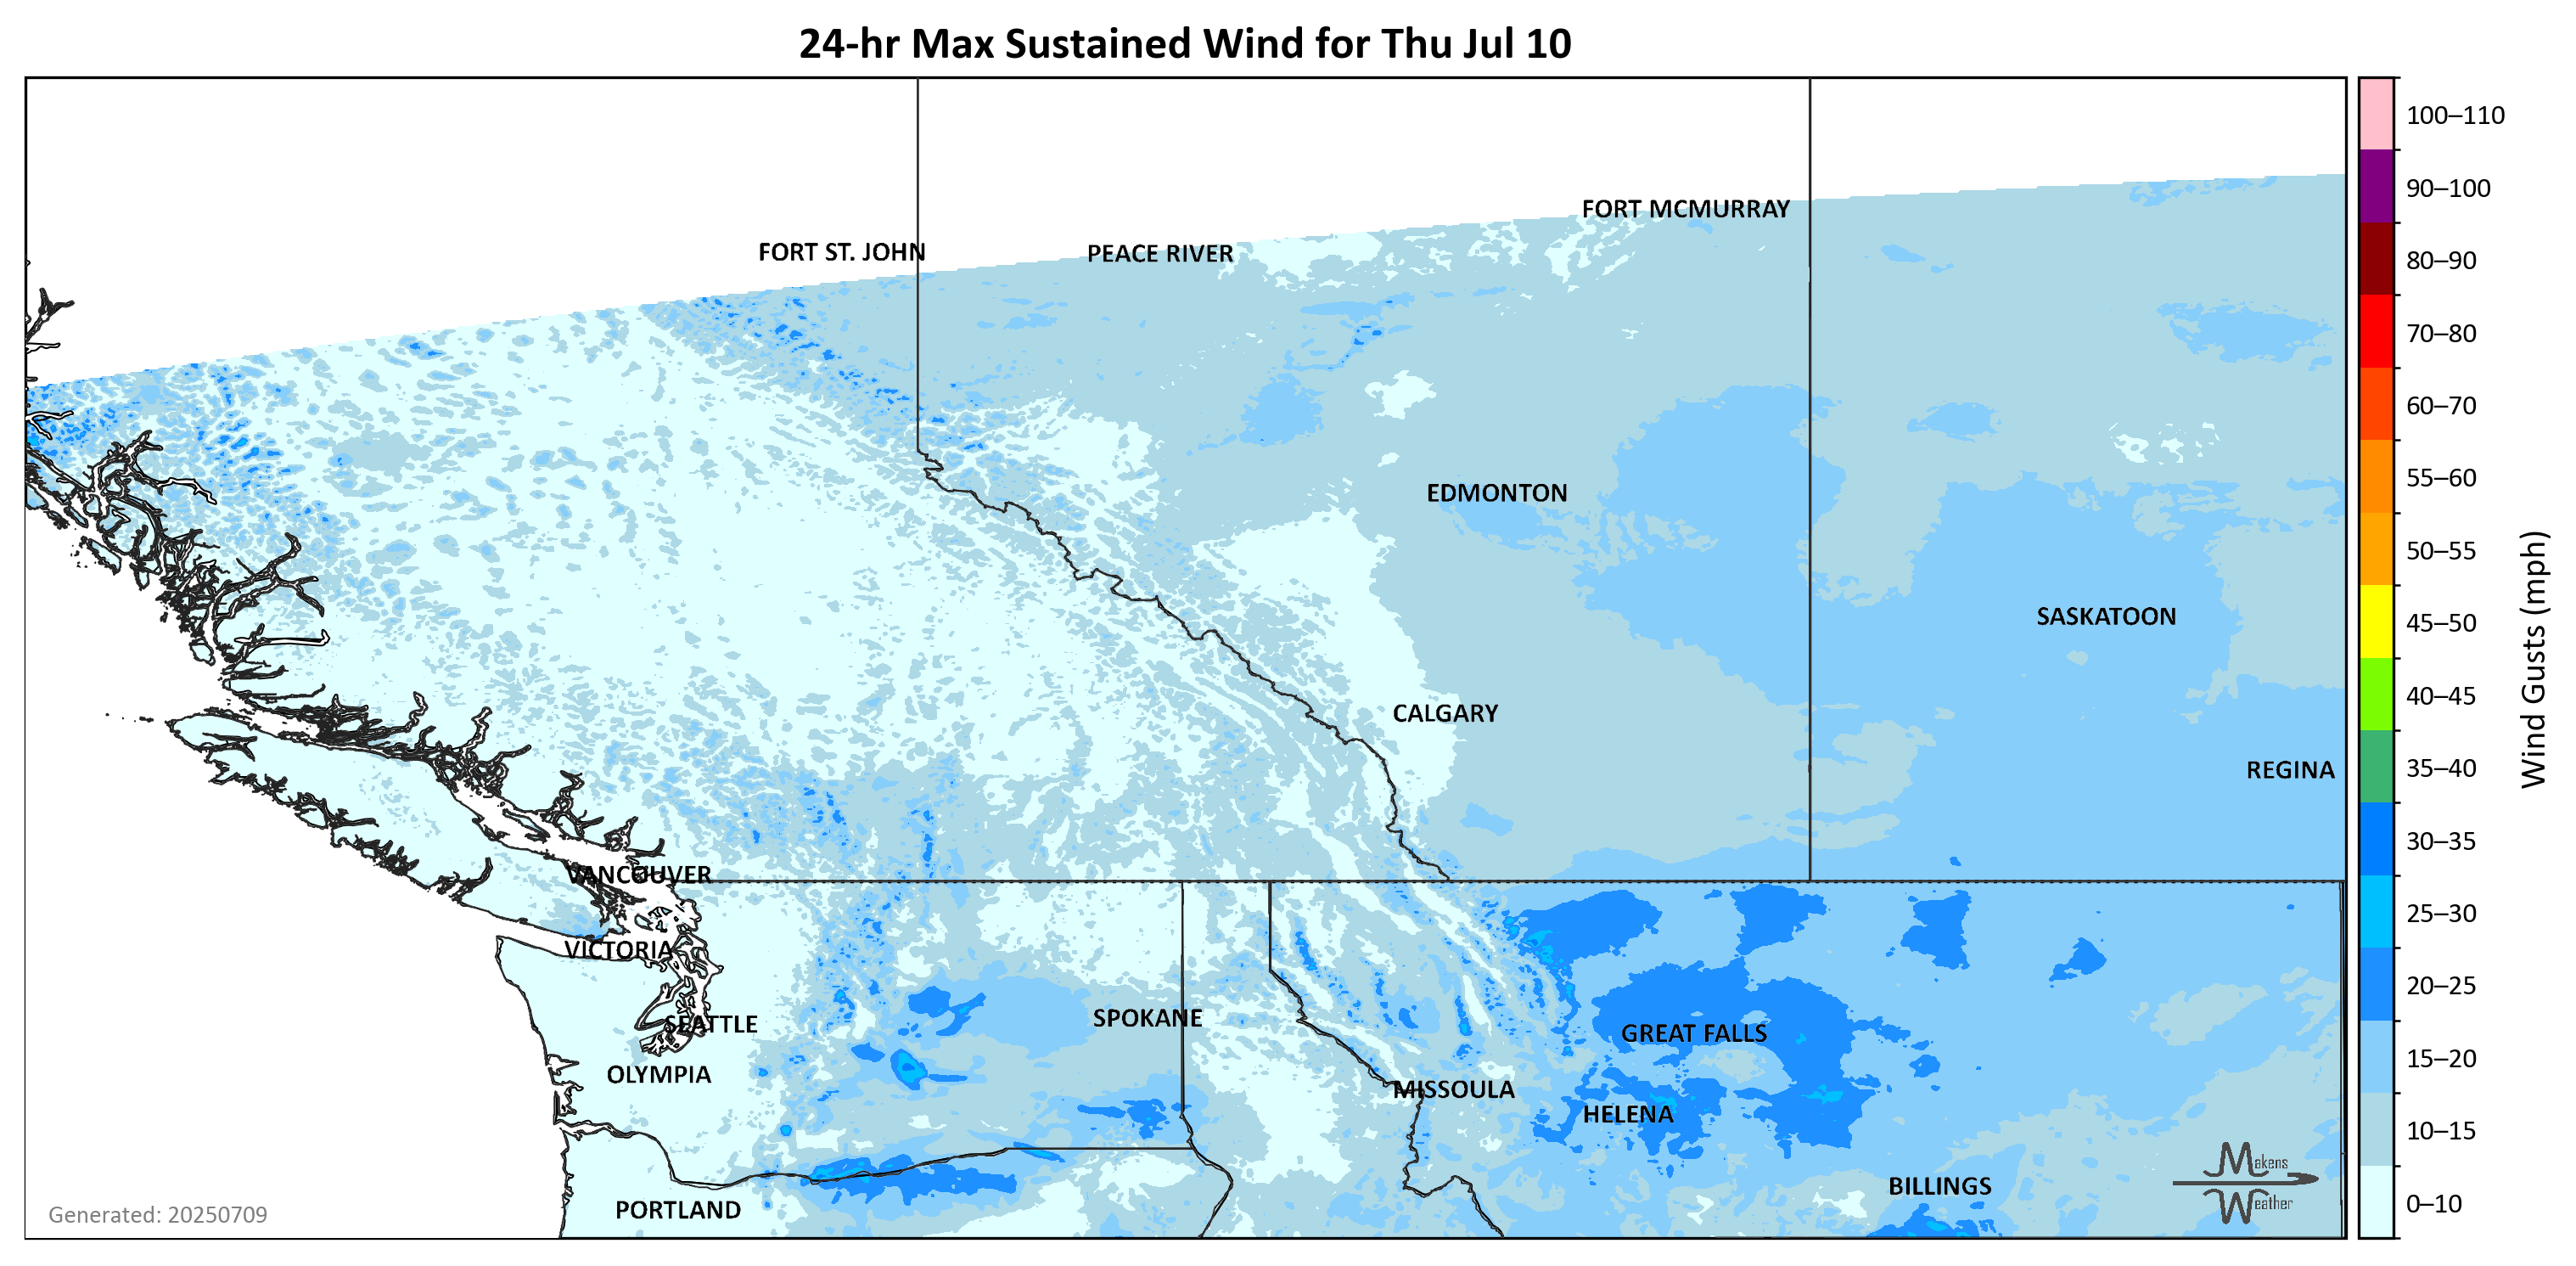 24-hr Max Sustained Wind for Thu Jul 10
100–110
90–100
80–90
70–80
60–70
55–60
50–55
45–50
40–45
35–40
30–35
25–30
20–25
15–20
10–15
0–10
Wind Gusts (mph)
FORT MCMURRAY
FORT ST. JOHN
PEACE RIVER
EDMONTON
SASKATOON
CALGARY
REGINA
VANCOUVER
VICTORIA
SEATTLE
SPOKANE
GREAT FALLS
OLYMPIA
MISSOULA
HELENA
BILLINGS
PORTLAND
Makens
Weather
Generated: 20250709